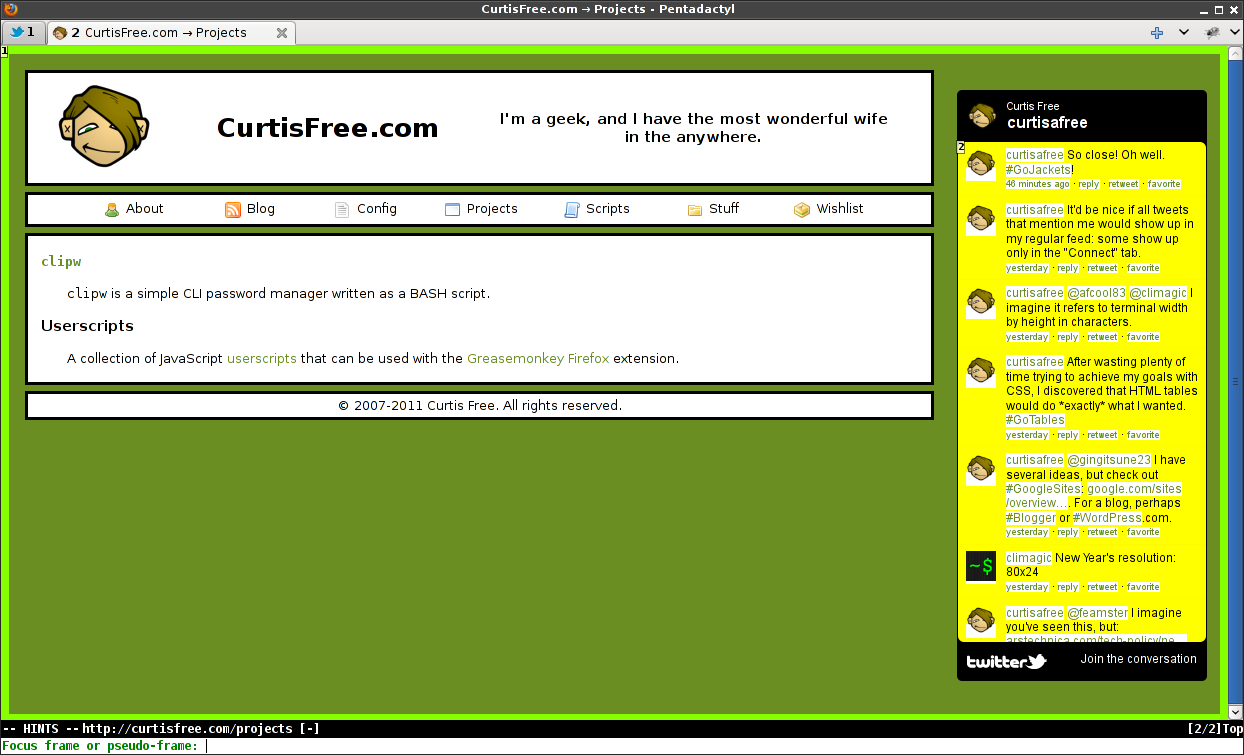 CurtisFree.com → Projects - Pentadactyl
1
2 CurtisFree.com → Projects
1
CurtisFree.com
I'm a geek, and I have the most wonderful wife
in the anywhere.
About
Blog
Config
Projects
Scripts
Stuff
Wishlist
clipw
clipw is a simple CLI password manager written as a BASH script.
Userscripts
A collection of JavaScript userscripts that can be used with the Greasemonkey Firefox extension.
© 2007-2011 Curtis Free. All rights reserved.
Curtis Free
curtisafree
2
curtisafree So close! Oh well.
#GoJackets!
46 minutes ago · reply · retweet · favorite
curtisafree It'd be nice if all tweets
that mention me would show up in
my regular feed: some show up
only in the "Connect" tab.
yesterday · reply · retweet · favorite
curtisafree @afcool83 @climagic I
imagine it refers to terminal width
by height in characters.
yesterday · reply · retweet · favorite
curtisafree After wasting plenty of
time trying to achieve my goals with
CSS, I discovered that HTML tables
would do *exactly* what I wanted.
#GoTables
yesterday · reply · retweet · favorite
curtisafree @gingitsune23 I have
several ideas, but check out
#GoogleSites: google.com/sites
/overview.... For a blog, perhaps
#Blogger or #WordPress.com.
yesterday · reply · retweet · favorite
~$
climagic New Year's resolution:
80x24
yesterday · reply · retweet · favorite
curtisafree @feamster I imagine
you've seen this, but:
arstechnica.com/tech-policy/ne...
twitter
Join the conversation
-- HINTS -- http://curtisfree.com/projects [-]
[2/2]Top
Focus frame or pseudo-frame: